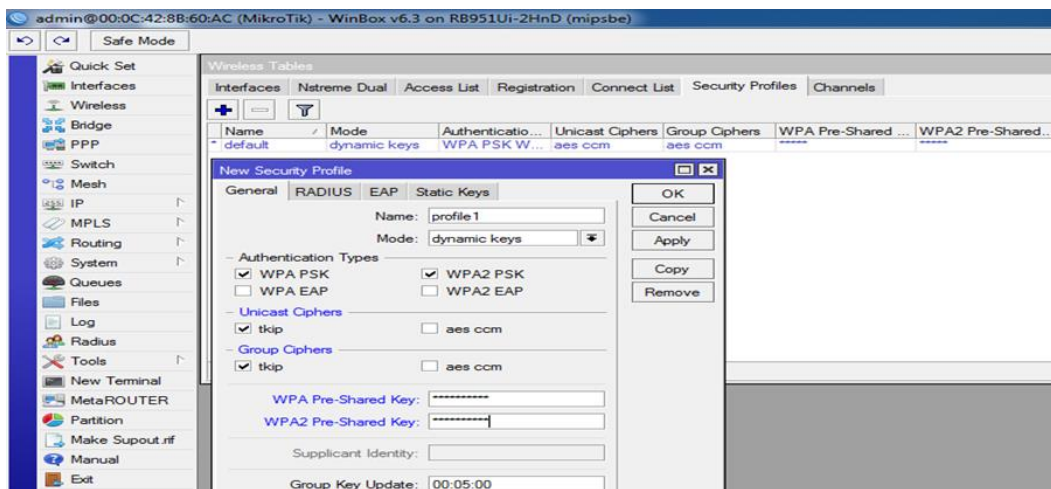 admin@00:0C:42:8B:60:AC (MikroTik) - WinBox v6.3 on RB951Ui-2HnD (mipsbe)
Safe Mode
Quick Set
Interfaces
Wireless
Bridge
PPP
Switch
Mesh
IP
MPLS
Routing
System
Queues
Files
Log
Radius
Tools
New Terminal
MetaROUTER
Partition
Make Supout.rif
Manual
Exit
Wireless Tables
Interfaces Nstreme Dual Access List Registration Connect List Security Profiles Channels
Name / Mode Authenticatio... Unicast Ciphers Group Ciphers WPA Pre-Shared ... WPA2 Pre-Shared...
* default dynamic keys WPA PSK W... aes ccm aes ccm ***** *****
New Security Profile
General RADIUS EAP Static Keys
Name: profile1
Mode: dynamic keys
Authentication Types
WPA PSK WPA2 PSK
WPA EAP WPA2 EAP
Unicast Ciphers
tkip aes ccm
Group Ciphers
tkip aes ccm
WPA Pre-Shared Key: **********
WPA2 Pre-Shared Key: **********
Supplicant Identity:
Group Key Update: 00:05:00
OK
Cancel
Apply
Copy
Remove